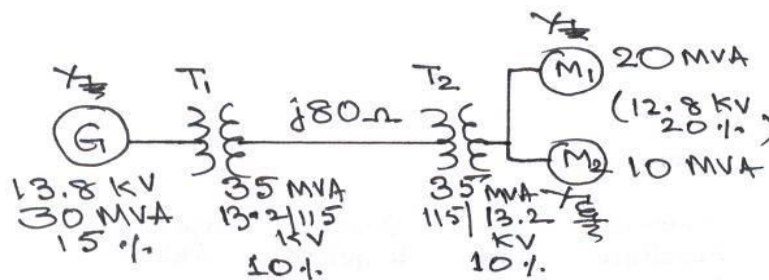 T1
j80Ω
T2
G
M1
20 MVA
(12.8 KV
20%)
M2
10 MVA
13.8 KV
30 MVA
15%
35 MVA
13.2/115
KV
10%
35 MVA
115/13.2
KV
10%